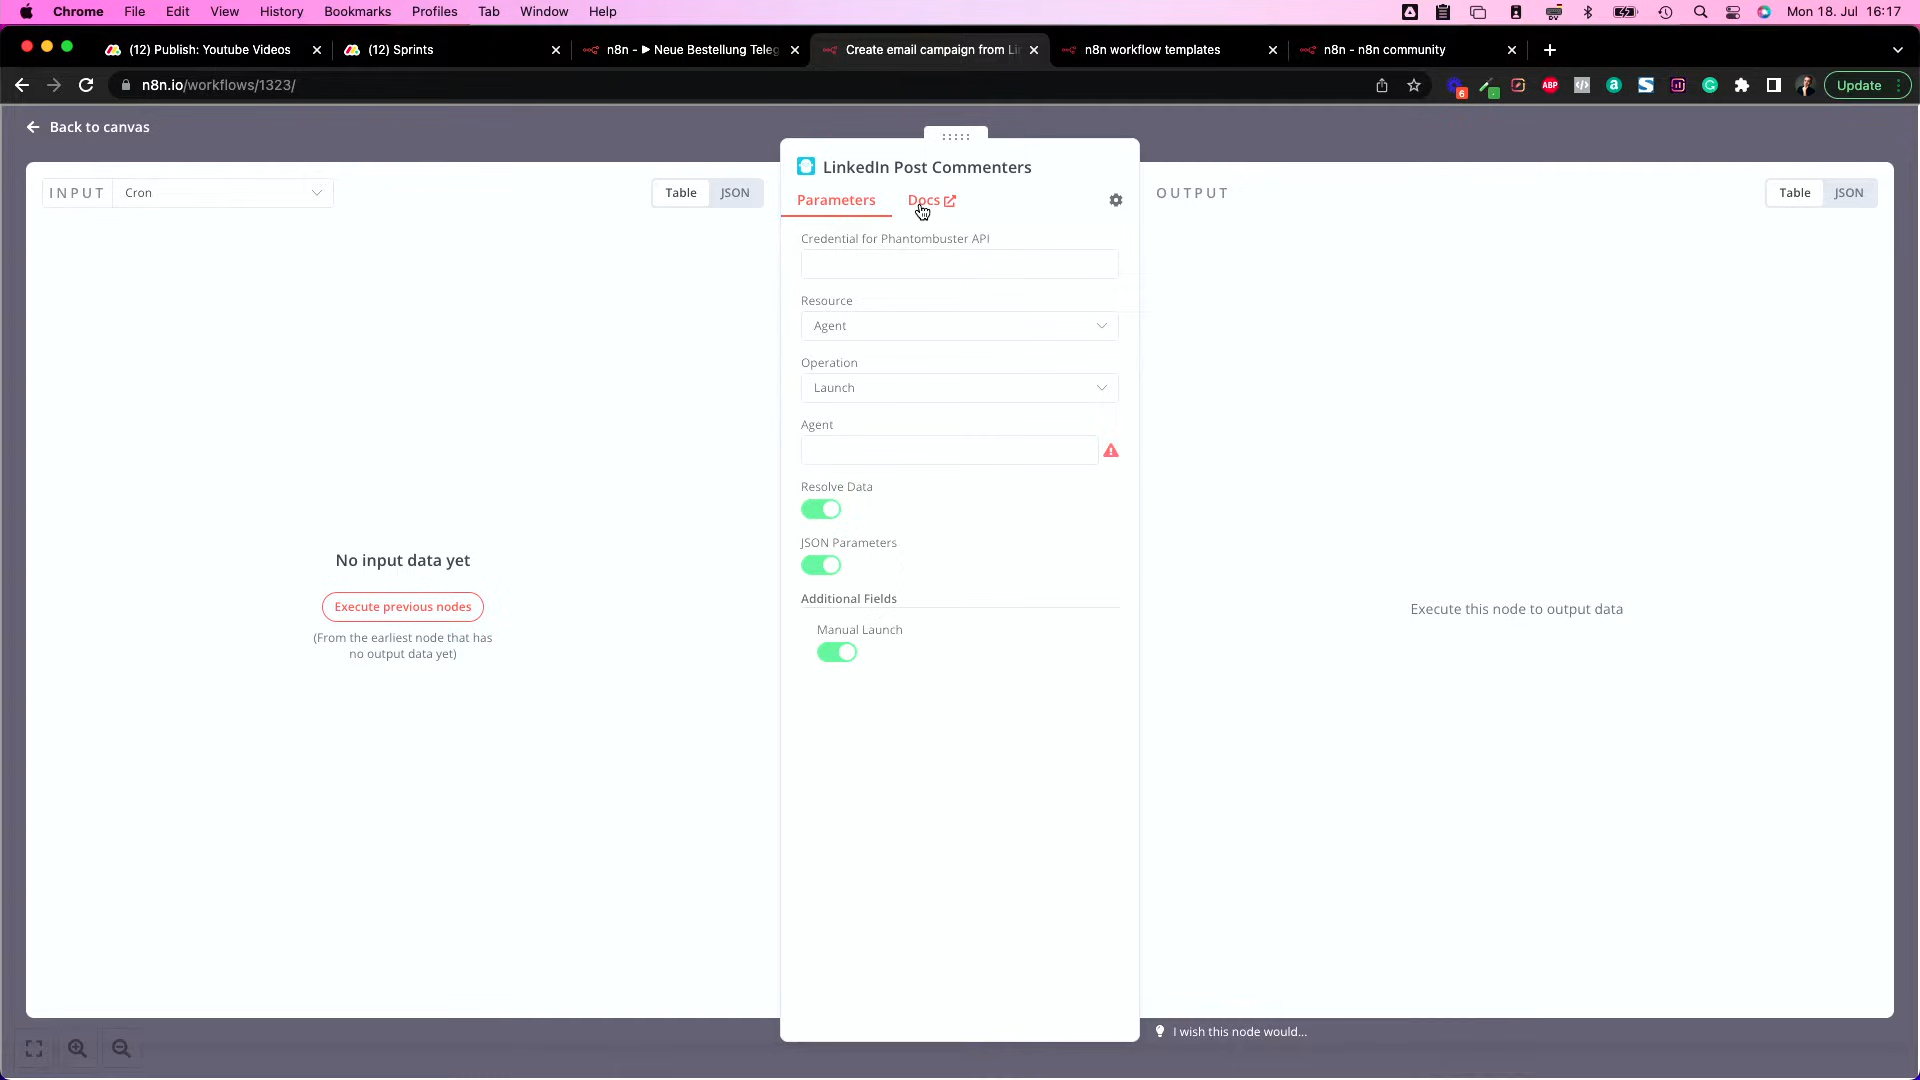 Chrome File Edit View History Bookmarks Profiles Tab Window Help Mon 18. Jul 16:17
(12) Publish: Youtube Videos (12) Sprints n8n - ▶ Neue Bestellung Teleg Create email campaign from Li n8n workflow templates n8n - n8n community
n8n.io/workflows/1323/ 6 ABP Update
Back to canvas
LinkedIn Post Commenters
INPUT Cron Table JSON
Parameters Docs
OUTPUT Table JSON
Credential for Phantombuster API
Resource
Agent
Operation
Launch
Agent
Resolve Data
JSON Parameters
Additional Fields
Manual Launch
No input data yet
Execute previous nodes
(From the earliest node that has
no output data yet)
Execute this node to output data
I wish this node would...